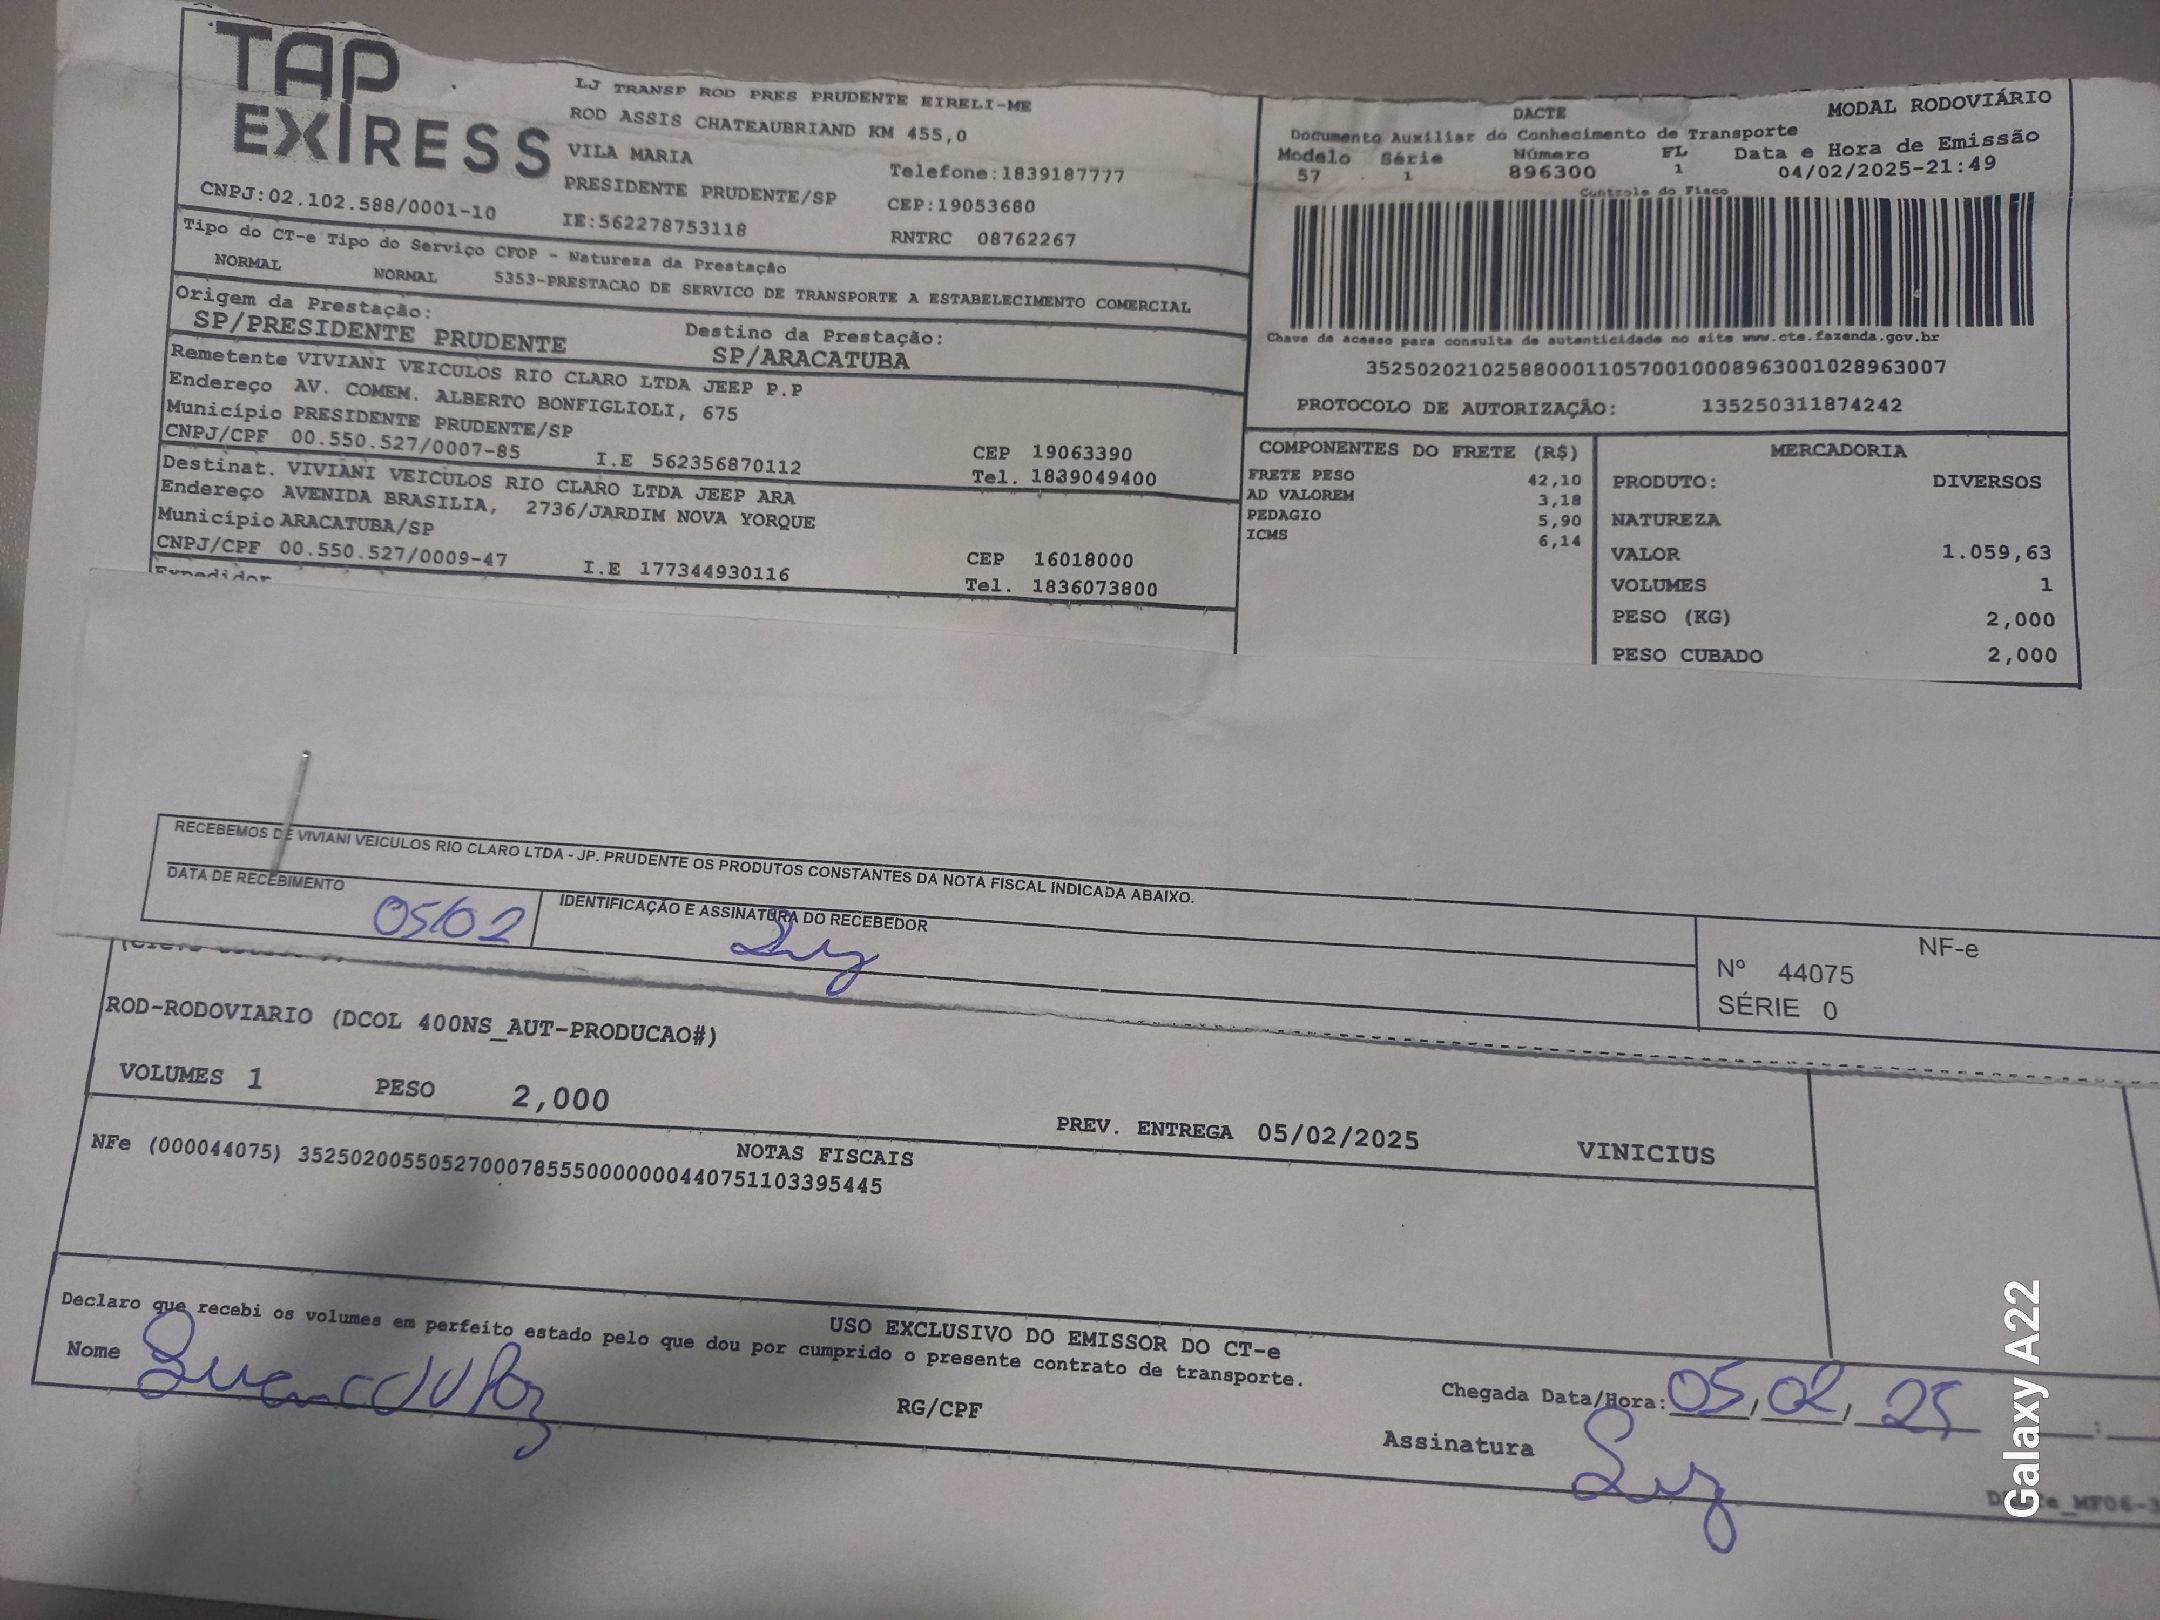 TAP
EXPRESS
LJ TRANSP ROD PRES PRUDENTE EIRELI-ME
ROD ASSIS CHATEAUBRIAND KM 455,0
VILA MARIA
Telefone:1839187777
PRESIDENTE PRUDENTE/SP
CEP:19053680
CNPJ:02.102.588/0001-10
IE:562278753118
RNTRC 08762267
DACTE
MODAL RODOVIÁRIO
Documento Auxiliar do Conhecimento de Transporte
Modelo Série Número FL Data e Hora de Emissão
57 1 896300 1 04/02/2025-21:49
Controle do Fisco
Tipo do CT-e Tipo do Serviço CFOP - Natureza da Prestação
NORMAL NORMAL 5353-PRESTACAO DE SERVICO DE TRANSPORTE A ESTABELECIMENTO COMERCIAL
Origem da Prestação: Destino da Prestação:
SP/PRESIDENTE PRUDENTE SP/ARACATUBA
Chave de acesso para consulta de autenticidade no site www.cte.fazenda.gov.br
35250202102588000110570010008963001028963007
PROTOCOLO DE AUTORIZAÇÃO: 135250311874242
Remetente VIVIANI VEICULOS RIO CLARO LTDA JEEP P.P
Endereço AV. COMEM. ALBERTO BONFIGLIOLI, 675
Município PRESIDENTE PRUDENTE/SP CEP 19063390
CNPJ/CPF 00.550.527/0007-85 I.E 562356870112 Tel. 1839049400
Destinat. VIVIANI VEICULOS RIO CLARO LTDA JEEP ARA
Endereço AVENIDA BRASILIA, 2736/JARDIM NOVA YORQUE
Município ARACATUBA/SP CEP 16018000
CNPJ/CPF 00.550.527/0009-47 I.E 177344930116 Tel. 1836073800
Expedidor
COMPONENTES DO FRETE (R$)
FRETE PESO 42,10
AD VALOREM 3,18
PEDAGIO 5,90
ICMS 6,14
MERCADORIA
PRODUTO: DIVERSOS
NATUREZA
VALOR 1.059,63
VOLUMES 1
PESO (KG) 2,000
PESO CUBADO 2,000
RECEBEMOS DE VIVIANI VEICULOS RIO CLARO LTDA - JP. PRUDENTE OS PRODUTOS CONSTANTES DA NOTA FISCAL INDICADA ABAIXO.
DATA DE RECEBIMENTO IDENTIFICAÇÃO E ASSINATURA DO RECEBEDOR
05/02
NF-e
Nº 44075
SÉRIE 0
ROD-RODOVIARIO (DCOL 400NS_AUT-PRODUCAO#)
VOLUMES 1 PESO 2,000
PREV. ENTREGA 05/02/2025 VINICIUS
NOTAS FISCAIS
NFe (000044075) 35250200550527000785550000000440751103395445
USO EXCLUSIVO DO EMISSOR DO CT-e
Declaro que recebi os volumes em perfeito estado pelo que dou por cumprido o presente contrato de transporte.
Nome RG/CPF
Chegada Data/Hora: 05, 02, 25 :
Assinatura
Galaxy A22